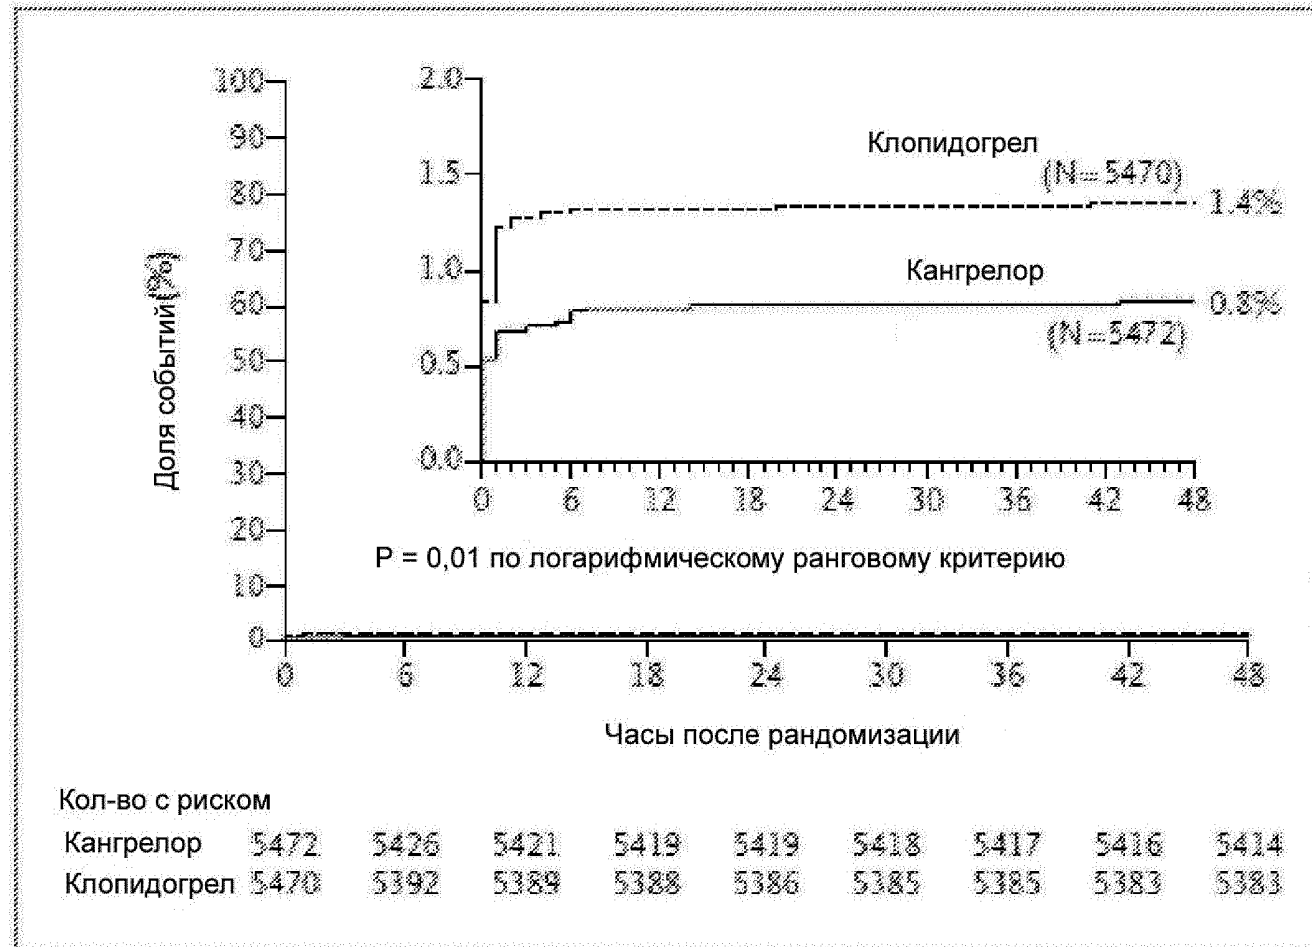 100
90
80
70
60
50
40
30
20
10
0
Доля событий(%)
2.0
1.5
1.0
0.5
0.0
Клопидогрел
(N=5470)
1.4%
Кангрелор
0.8%
(N=5472)
0 6 12 18 24 30 36 42 48
P = 0,01 по логарифмическому ранговому критерию
0 6 12 18 24 30 36 42 48
Часы после рандомизации
Кол-во с риском
Кангрелор 5472 5426 5421 5419 5419 5418 5417 5416 5414
Клопидогрел 5470 5392 5389 5388 5386 5385 5385 5383 5383